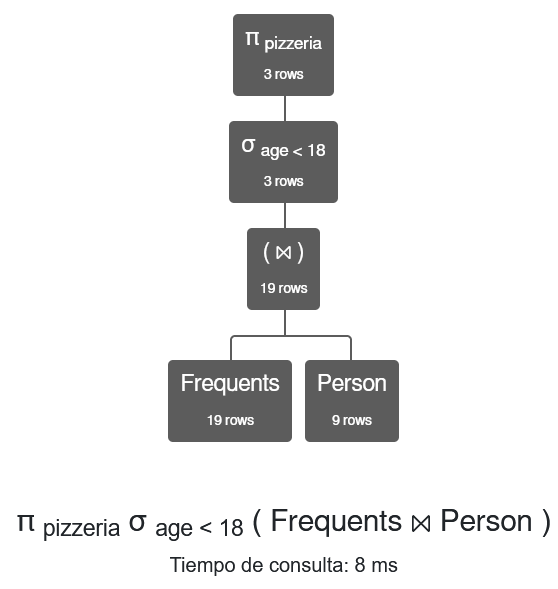 π pizzeria
3 rows
σ age < 18
3 rows
( ⋈ )
19 rows
Frequents
19 rows
Person
9 rows
π pizzeria σ age < 18 ( Frequents ⋈ Person )
Tiempo de consulta: 8 ms